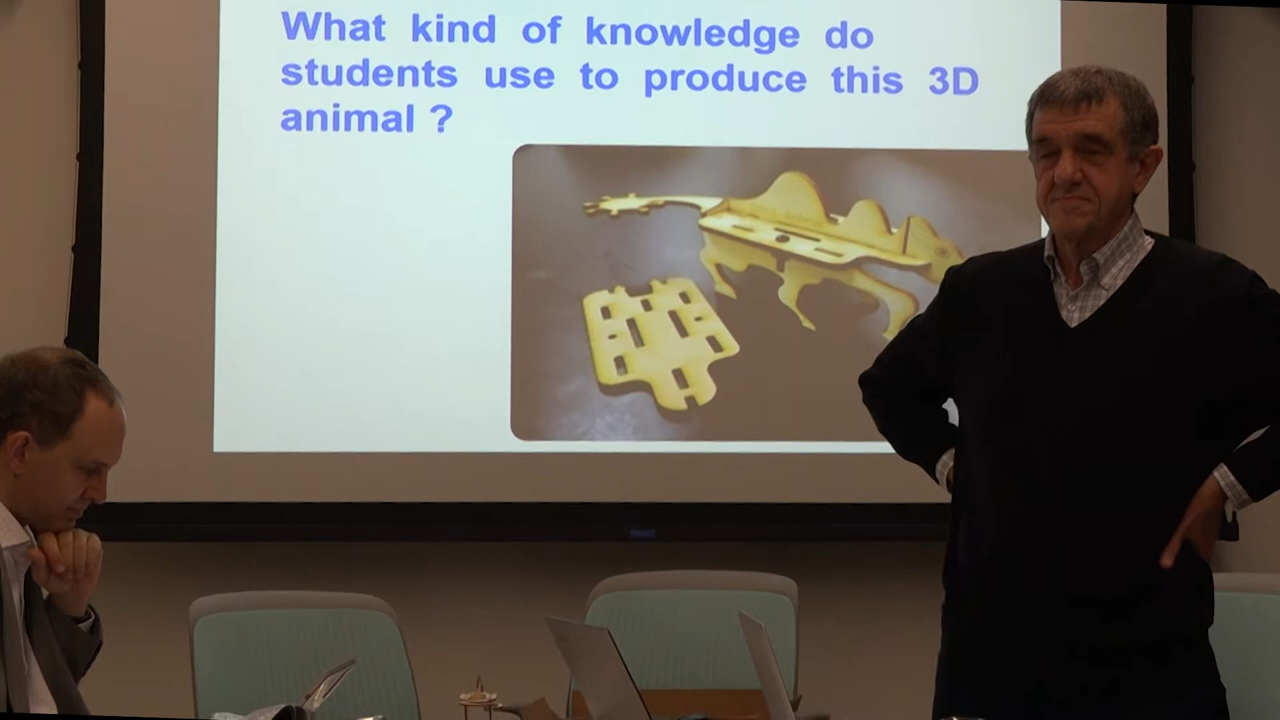 What kind of knowledge do
students use to produce this 3D
animal ?